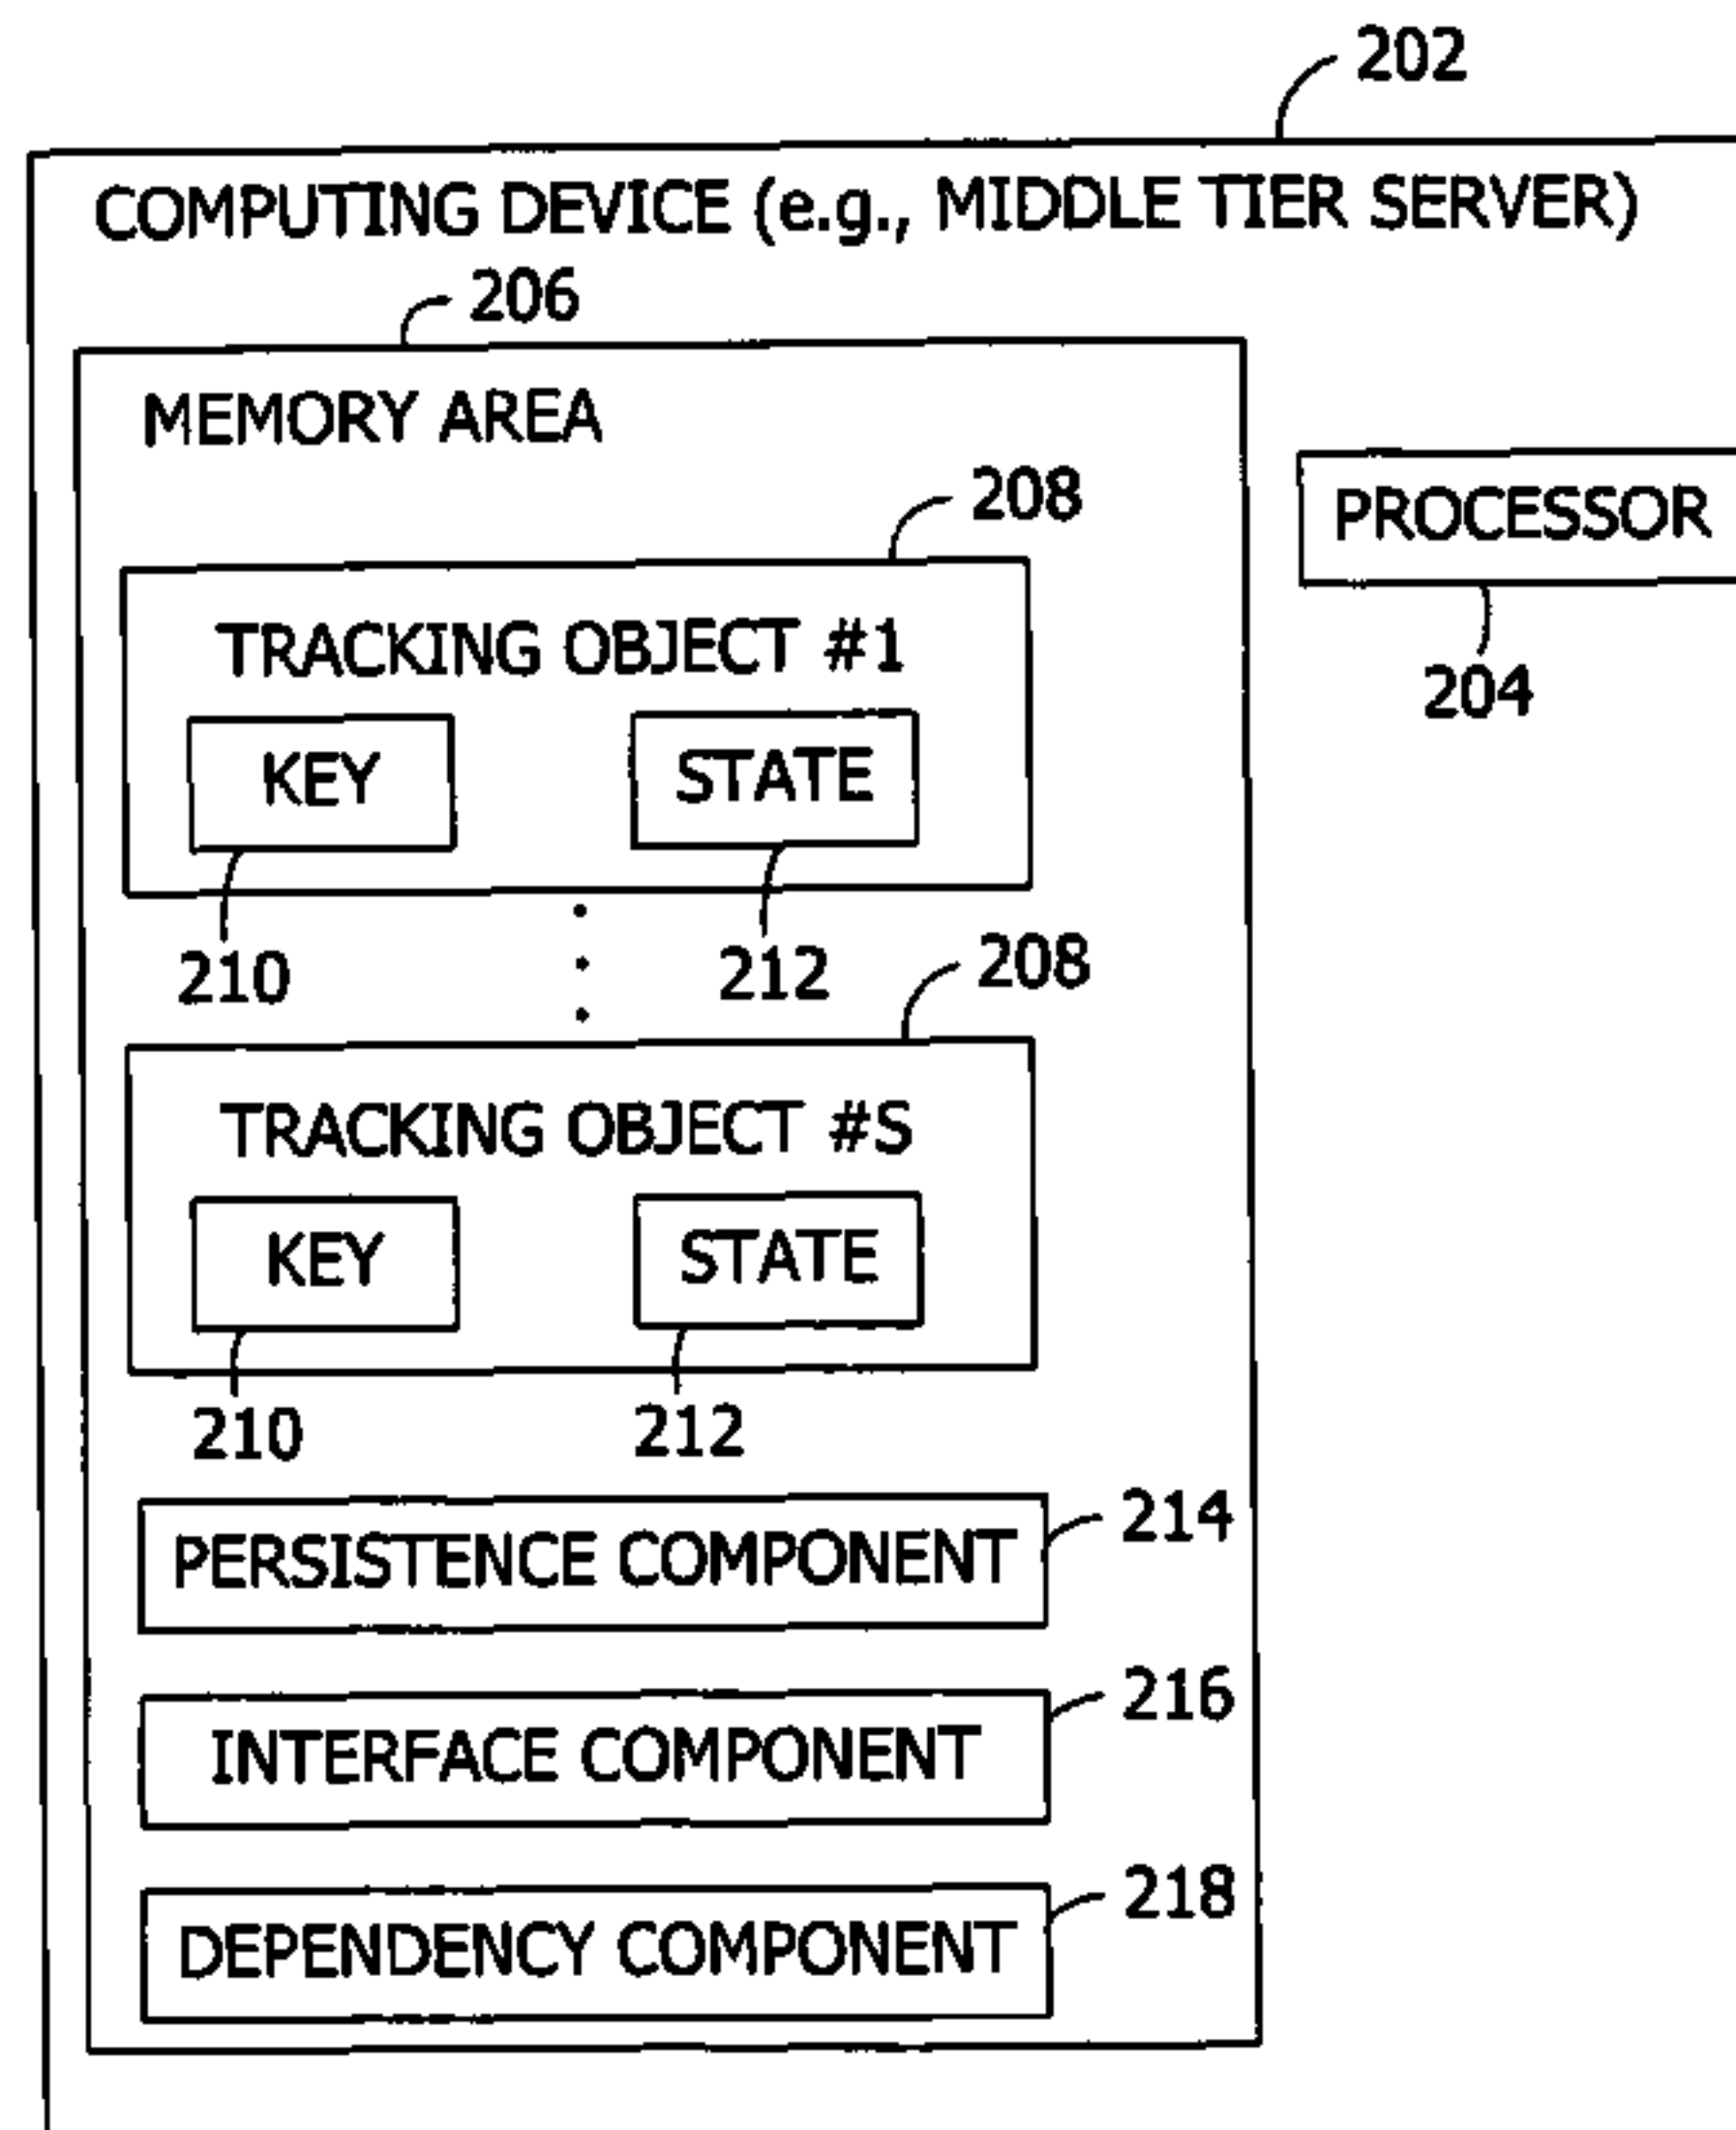 202
COMPUTING DEVICE (e.g., MIDDLE TIER SERVER)
206
MEMORY AREA
208
PROCESSOR
TRACKING OBJECT #1
204
KEY
STATE
210
212
208
TRACKING OBJECT #S
KEY
STATE
210
212
214
PERSISTENCE COMPONENT
216
INTERFACE COMPONENT
218
DEPENDENCY COMPONENT